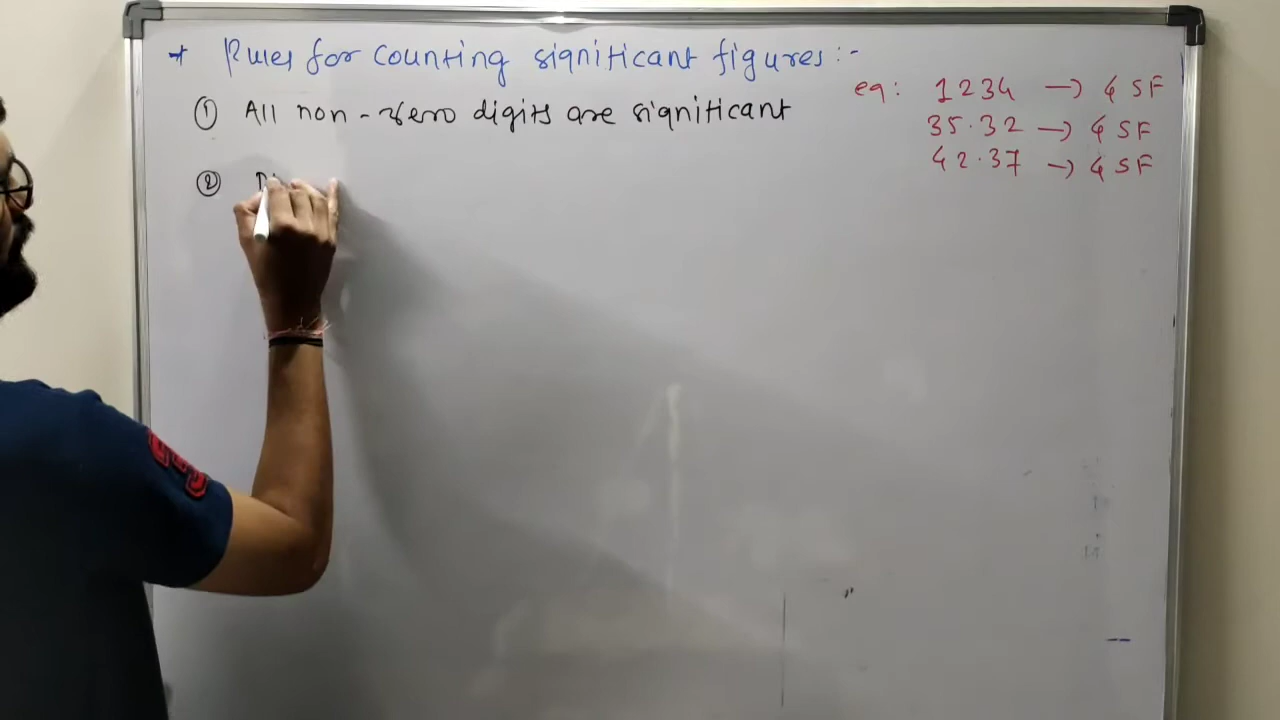 → Rules for counting significant figures :-
① All non-zero digits are significant
eg: 1234 → 4 SF
35.32 → 4 SF
42.37 → 4 SF
②